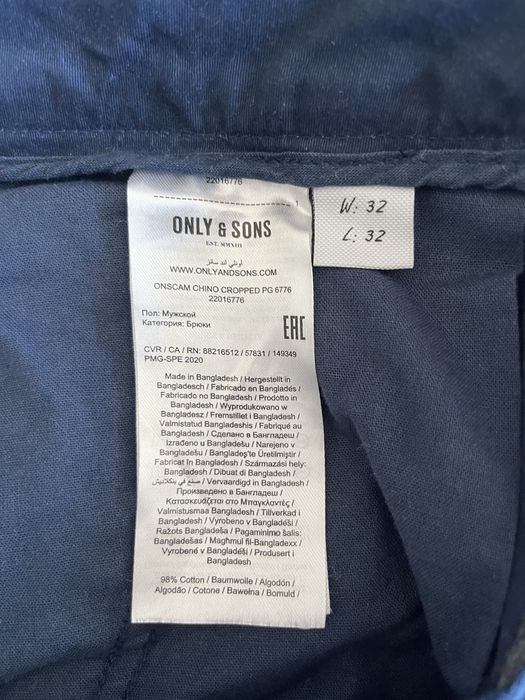 22016776
1
ONLY & SONS
EST. MMXIII
اونلي اند سانز
WWW.ONLYANDSONS.COM
ONSCAM CHINO CROPPED PG 6776
22016776
Пол: Мужской
Категория: Брюки
EAC
CVR / CA / RN: 88216512 / 57831 / 149349
PMG-SPE 2020
Made in Bangladesh / Hergestellt in
Bangladesch / Fabricado en Bangladés /
Fabricado no Bangladesh / Prodotto in
Bangladesh / Wyprodukowano w
Bangladesz / Fremstillet i Bangladesh /
Valmistatud Bangladeshis / Fabriqué au
Bangladesh / Сделано в Бангладеш /
Izrađeno u Bangladešu / Narejeno v
Bangladešu / Bangladeş'te Üretilmiştir /
Fabricat în Bangladesh / Származási hely:
Bangladesh / Dibuat di Bangladesh /
صنع في بنكلاديش / Vervaardigd in Bangladesh /
Произведено в Бангладеш /
Κατασκευάζεται στο Μπαγκλαντές /
Valmistusmaa Bangladesh / Tillverkad i
Bangladesh / Vyrobeno v Bangladéši /
Ražots Bangladeša / Pagaminimo šalis:
Bangladešas / Magħmul fil-Bangladexx /
Vyrobené v Bangladéši / Produsert i
Bangladesh
98% Cotton / Baumwolle / Algodón /
Algodão / Cotone / Bawełna / Bomuld /
W: 32
L: 32